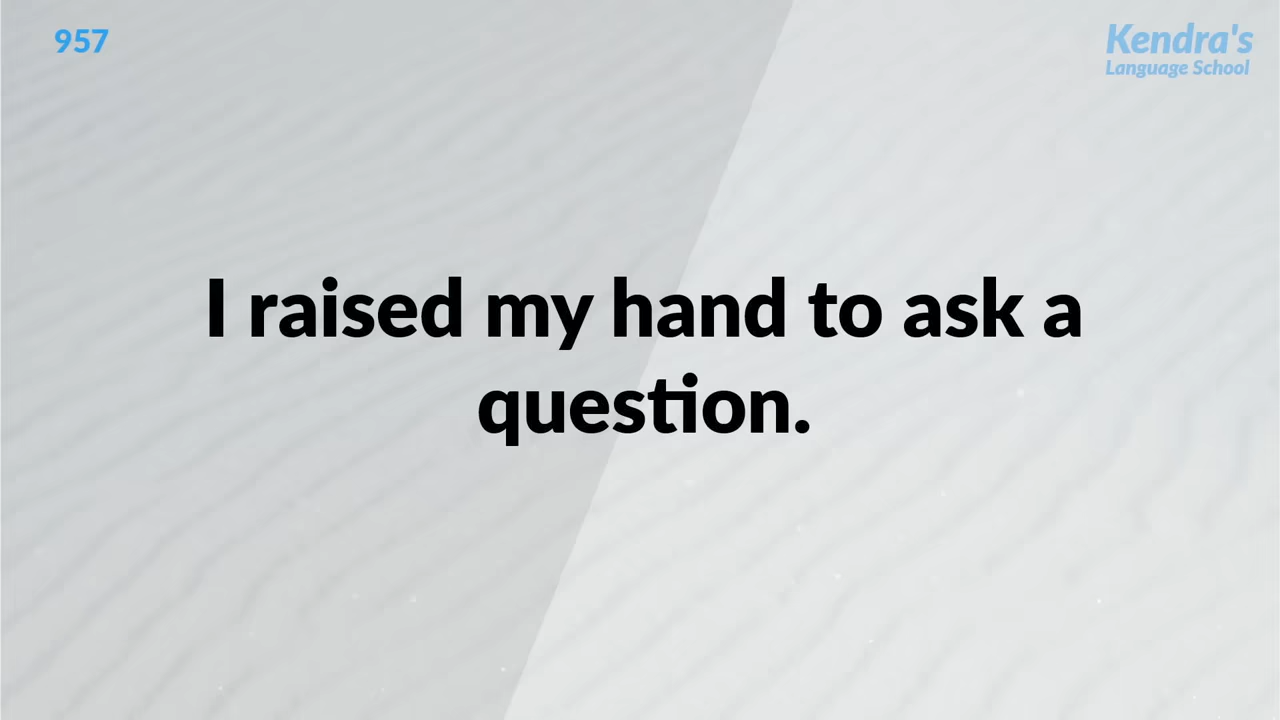 957
Kendra's
Language School
I raised my hand to ask a
question.